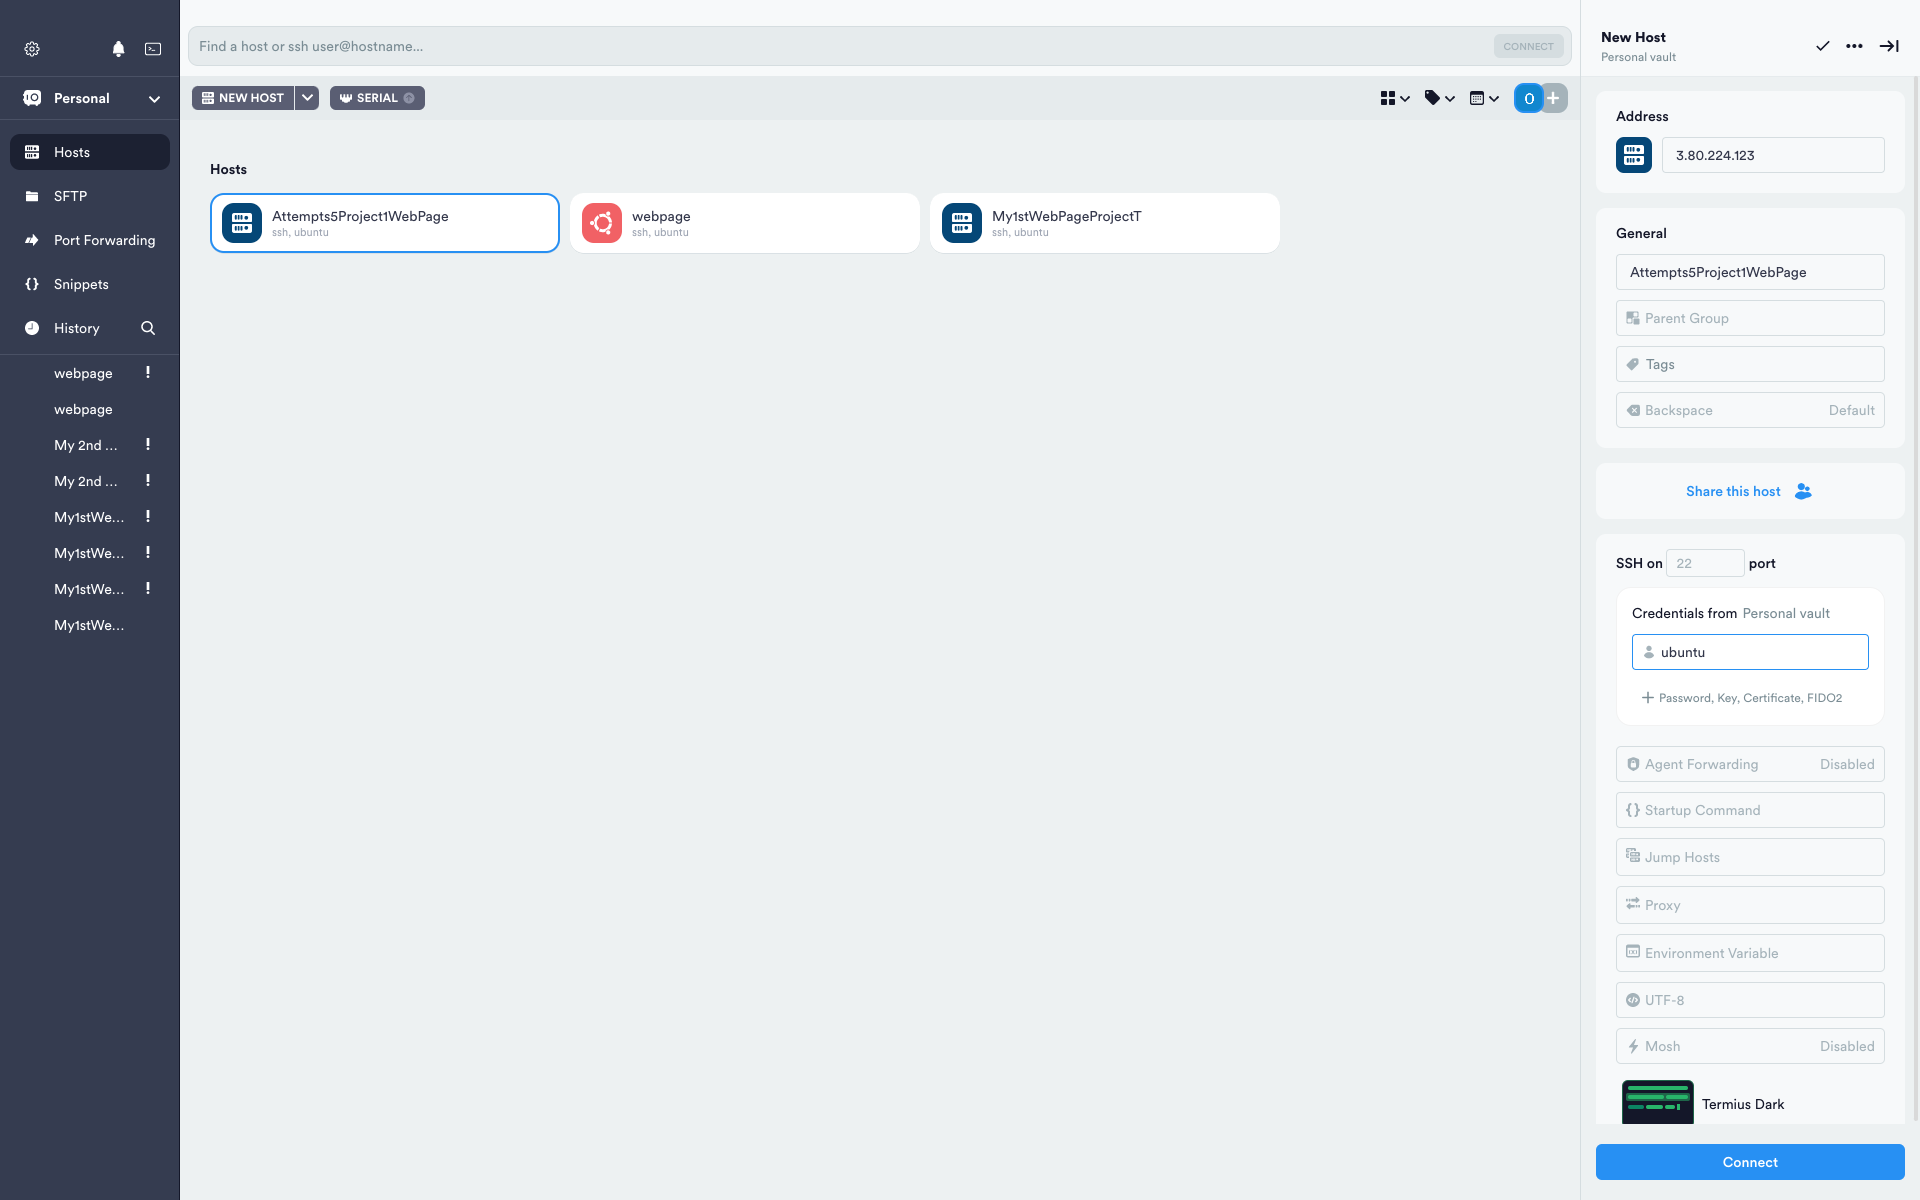 Find a host or ssh user@hostname...
CONNECT
Personal
Hosts
SFTP
Port Forwarding
Snippets
History
webpage
webpage
My 2nd ...
My 2nd ...
My1stWe...
My1stWe...
My1stWe...
My1stWe...
NEW HOST
SERIAL
0
Hosts
Attempts5Project1WebPage
ssh, ubuntu
webpage
ssh, ubuntu
My1stWebPageProjectT
ssh, ubuntu
New Host
Personal vault
Address
3.80.224.123
General
Attempts5Project1WebPage
Parent Group
Tags
Backspace Default
Share this host
SSH on 22 port
Credentials from Personal vault
ubuntu
Password, Key, Certificate, FIDO2
Agent Forwarding Disabled
Startup Command
Jump Hosts
Proxy
Environment Variable
UTF-8
Mosh Disabled
Termius Dark
Connect